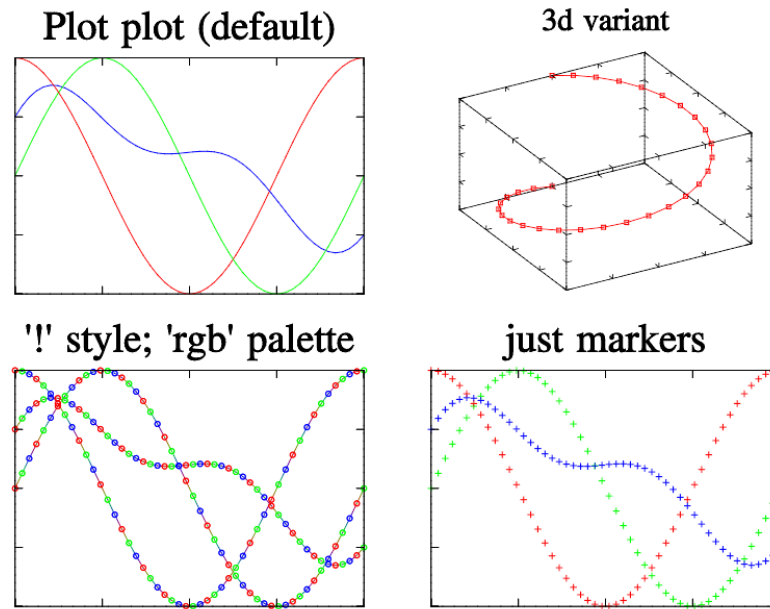 Plot plot (default)
3d variant
'!' style; 'rgb' palette
just markers